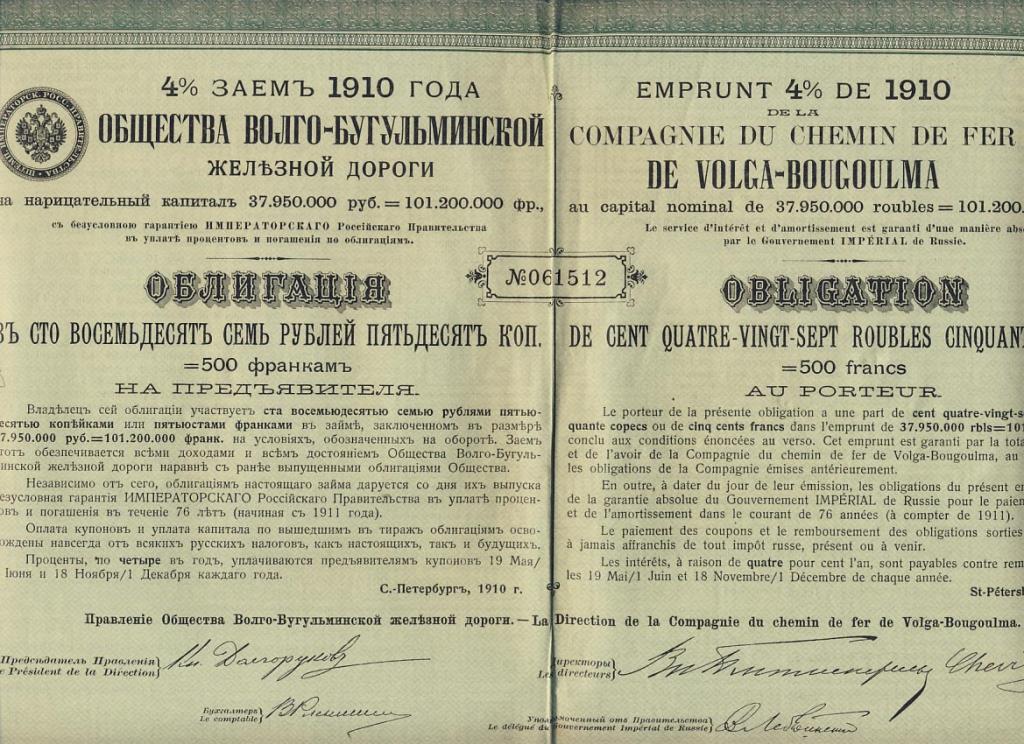 4% ЗАЕМЪ 1910 ГОДА
ОБЩЕСТВА ВОЛГО-БУГУЛЬМИНСКОЙ
ЖЕЛѢЗНОЙ ДОРОГИ
на нарицательный капиталъ 37.950.000 руб.=101.200.000 фр.,
съ безусловною гарантіею ИМПЕРАТОРСКАГО Россійскаго Правительства
въ уплатѣ процентовъ и погашенія по облигаціямъ.
ОБЛИГАЦІЯ
ВЪ СТО ВОСЕМЬДЕСЯТЪ СЕМЬ РУБЛЕЙ ПЯТЬДЕСЯТЪ КОП.
=500 франкамъ
НА ПРЕДЪЯВИТЕЛЯ.
Владѣлецъ сей облигаціи участвуетъ ста восемьюдесятью семью рублями пятью-
десятью копѣйками или пятьюстами франками въ займѣ, заключенномъ въ размѣрѣ
37.950.000 руб.=101.200.000 франк. на условіяхъ, обозначенныхъ на оборотѣ. Заемъ
этотъ обезпечивается всѣми доходами и всѣмъ достояніемъ Общества Волго-Бугуль-
минской желѣзной дороги наравнѣ съ ранѣе выпущенными облигаціями Общества.
Независимо отъ сего, облигаціямъ настоящаго займа даруется со дня ихъ выпуска
безусловная гарантія ИМПЕРАТОРСКАГО Россійскаго Правительства въ уплатѣ процен-
овъ и погашенія въ теченіе 76 лѣтъ (начиная съ 1911 года).
Оплата купоновъ и уплата капитала по вышедшимъ въ тиражъ облигаціямъ осво-
ждены навсегда отъ всякихъ русскихъ налоговъ, какъ настоящихъ, такъ и будущихъ.
Проценты, по четыре въ годъ, уплачиваются предъявителямъ купоновъ 19 Мая/
Іюня и 18 Ноября/1 Декабря каждаго года.
С.-Петербургъ, 1910 г.
№061512
EMPRUNT 4% DE 1910
DE LA
COMPAGNIE DU CHEMIN DE FER
DE VOLGA-BOUGOULMA
au capital nominal de 37.950.000 roubles=101.200.
Le service d'intérêt et d'amortissement est garanti d'une manière abs
par le Gouvernement IMPÉRIAL de Russie.
OBLIGATION
DE CENT QUATRE-VINGT-SEPT ROUBLES CINQUANT
=500 francs
AU PORTEUR.
Le porteur de la présente obligation a une part de cent quatre-vingt-s
quante copecs ou de cinq cents francs dans l'emprunt de 37.950.000 rbls=101
conclu aux conditions énoncées au verso. Cet emprunt est garanti par la tota
et de l'avoir de la Compagnie du chemin de fer de Volga-Bougoulma, au
les obligations de la Compagnie émises antérieurement.
En outre, à dater du jour de leur émission, les obligations du présent em
de la garantie absolue du Gouvernement IMPÉRIAL de Russie pour le paiem
et de l'amortissement dans le courant de 76 années (à compter de 1911).
Le paiement des coupons et le remboursement des obligations sorties
à jamais affranchis de tout impôt russe, présent ou à venir.
Les intérêts, à raison de quatre pour cent l'an, sont payables contre rem
les 19 Mai/1 Juin et 18 Novembre/1 Décembre de chaque année.
St-Pétersb
Правленіе Общества Волго-Бугульминской желѣзной дороги.—La Direction de la Compagnie du chemin de fer de Volga-Bougoulma.
Предсѣдатель Правленія
Le Président de la Direction
Кн. Долгоруковъ
Директоры
Les directeurs
Бухгалтеръ
Le comptable
Уполномоченный отъ Правительства
Le délégué du Gouvernement Impérial de Russie